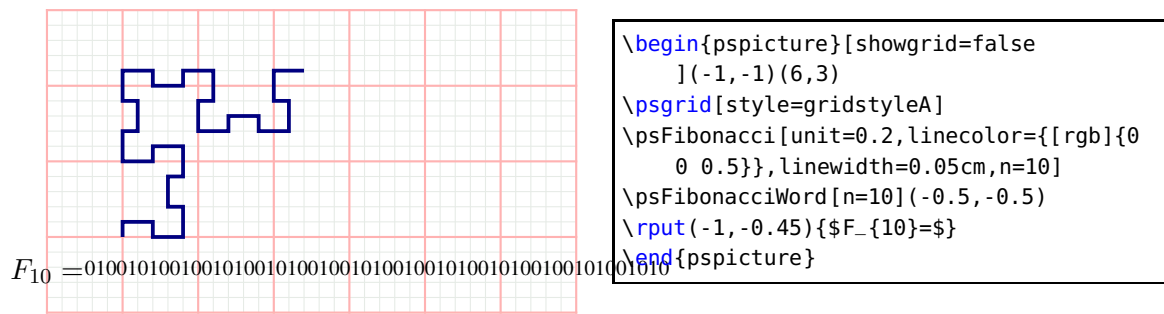 F₁₀ =0100101001001010010100100101001001010010100100101001010
\begin{pspicture}[showgrid=false
](-1,-1)(6,3)
\psgrid[style=gridstyleA]
\psFibonacci[unit=0.2,linecolor={[rgb]{0
0 0.5}},linewidth=0.05cm,n=10]
\psFibonacciWord[n=10](-0.5,-0.5)
\rput(-1,-0.45){$F_{10}=$}
\end{pspicture}